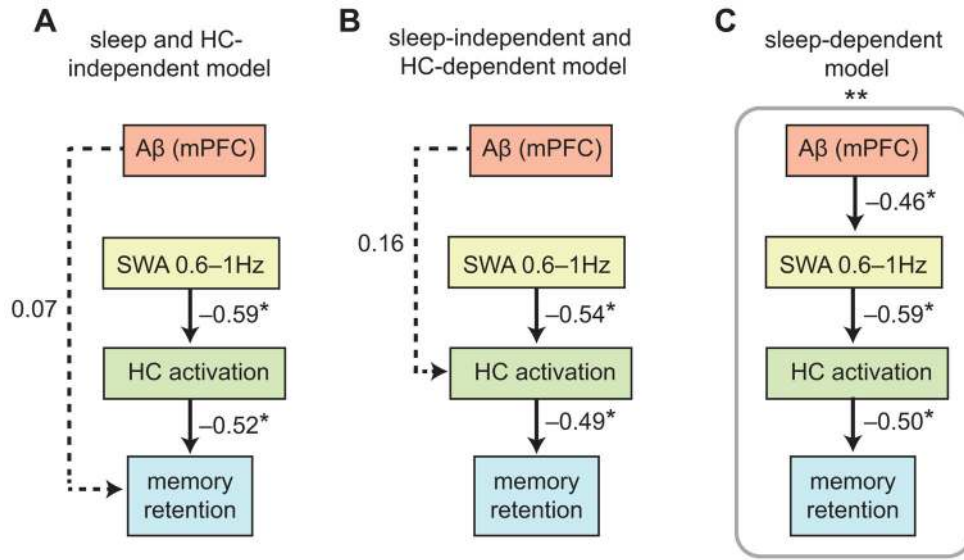 A
sleep and HC-
independent model
Aβ (mPFC)
SWA 0.6–1Hz
0.07
–0.59*
HC activation
–0.52*
memory
retention
B
sleep-independent and
HC-dependent model
Aβ (mPFC)
0.16
SWA 0.6–1Hz
–0.54*
HC activation
–0.49*
memory
retention
C
sleep-dependent
model
**
Aβ (mPFC)
–0.46*
SWA 0.6–1Hz
–0.59*
HC activation
–0.50*
memory
retention